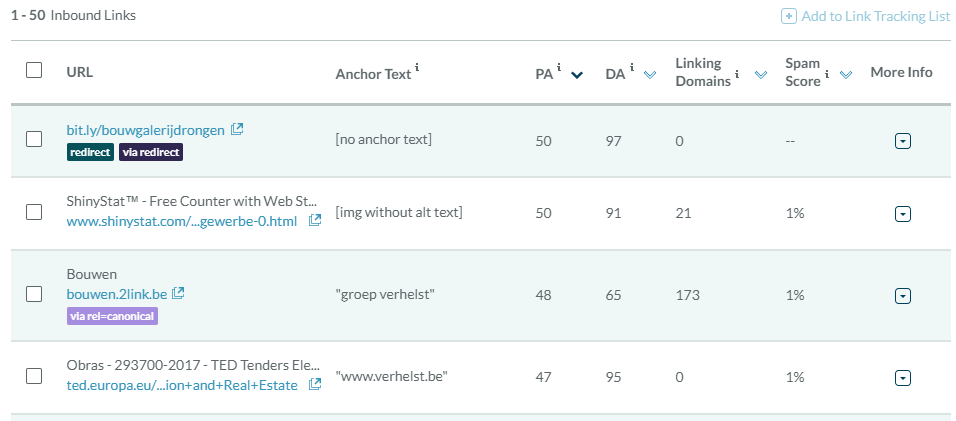 1 - 50 Inbound Links
Add to Link Tracking List
URL
Anchor Text i
PA i
DA i
Linking Domains i
Spam Score i
More Info
bit.ly/bouwgalerijdrongen
redirect via redirect
[no anchor text]
50
97
0
--
ShinyStat™ - Free Counter with Web St...
www.shinystat.com/...gewerbe-0.html
[img without alt text]
50
91
21
1%
Bouwen
bouwen.2link.be
via rel=canonical
"groep verhelst"
48
65
173
1%
Obras - 293700-2017 - TED Tenders Ele...
ted.europa.eu/...ion+and+Real+Estate
"www.verhelst.be"
47
95
0
1%